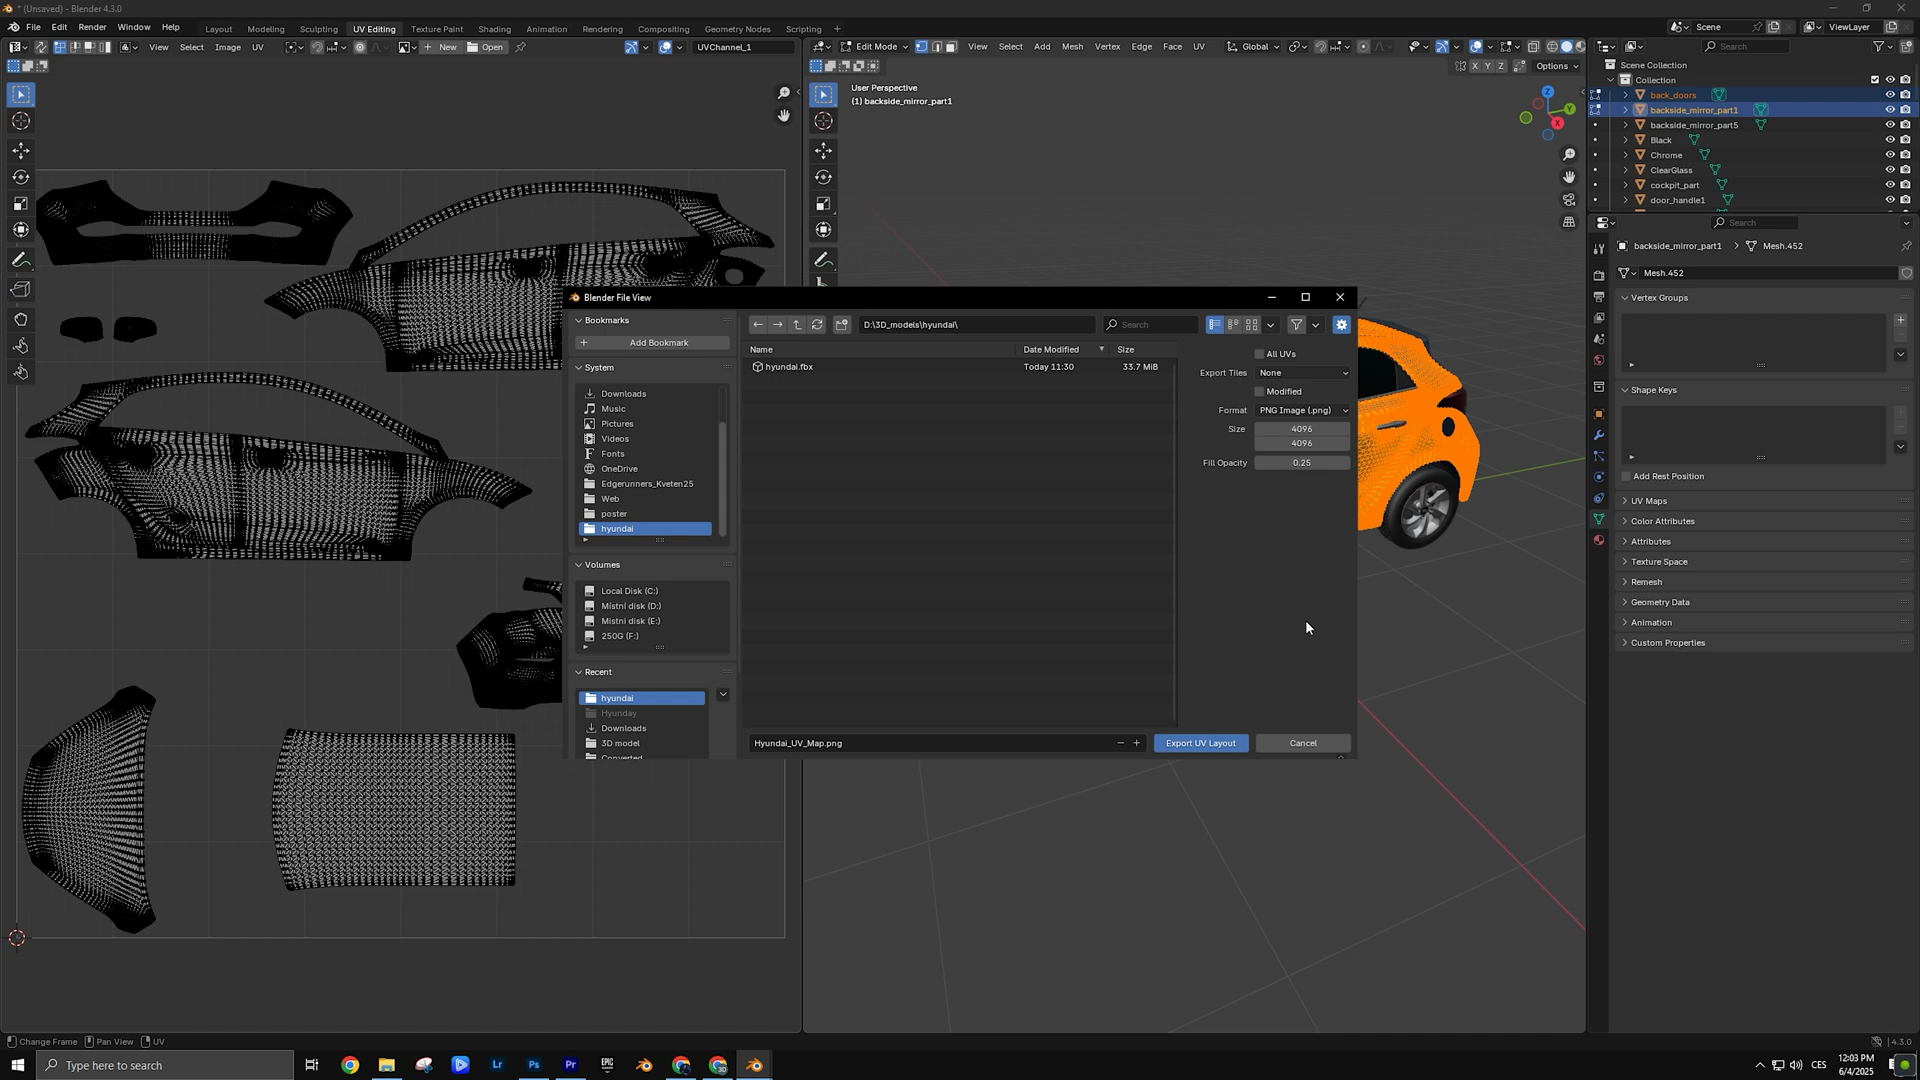 * (Unsaved) - Blender 4.3.0
File Edit Render Window Help Layout Modeling Sculpting UV Editing Texture Paint Shading Animation Rendering Compositing Geometry Nodes Scripting + Scene ViewLayer
View Select Image UV New Open UVChannel_1
Edit Mode View Select Add Mesh Vertex Edge Face UV Global Search
X Y Z Options
User Perspective
(1) backside_mirror_part1
Z
Y
X
Scene Collection
Collection
back_doors
backside_mirror_part1
backside_mirror_part5
Black
Chrome
ClearGlass
cockpit_part
door_handle1
Search
backside_mirror_part1 > Mesh.452
Mesh.452
Vertex Groups
Shape Keys
Add Rest Position
UV Maps
Color Attributes
Attributes
Texture Space
Remesh
Geometry Data
Animation
Custom Properties
Blender File View
Bookmarks
Add Bookmark
System
Downloads
Music
Pictures
Videos
Fonts
OneDrive
Edgerunners_Kveten25
Web
poster
hyundai
Volumes
Local Disk (C:)
Místní disk (D:)
Místní disk (E:)
250G (F:)
Recent
hyundai
Hyunday
Downloads
3D model
Converted
D:\3D_models\hyundai\
Search
Name Date Modified Size
hyundai.fbx Today 11:30 33.7 MiB
All UVs
Export Tiles None
Modified
Format PNG Image (.png)
Size 4096
4096
Fill Opacity 0.25
Hyundai_UV_Map.png
Export UV Layout
Cancel
Change Frame Pan View UV
4.3.0
Type here to search
Lr Ps Pr EPIC
CES
12:03 PM
6/4/2025